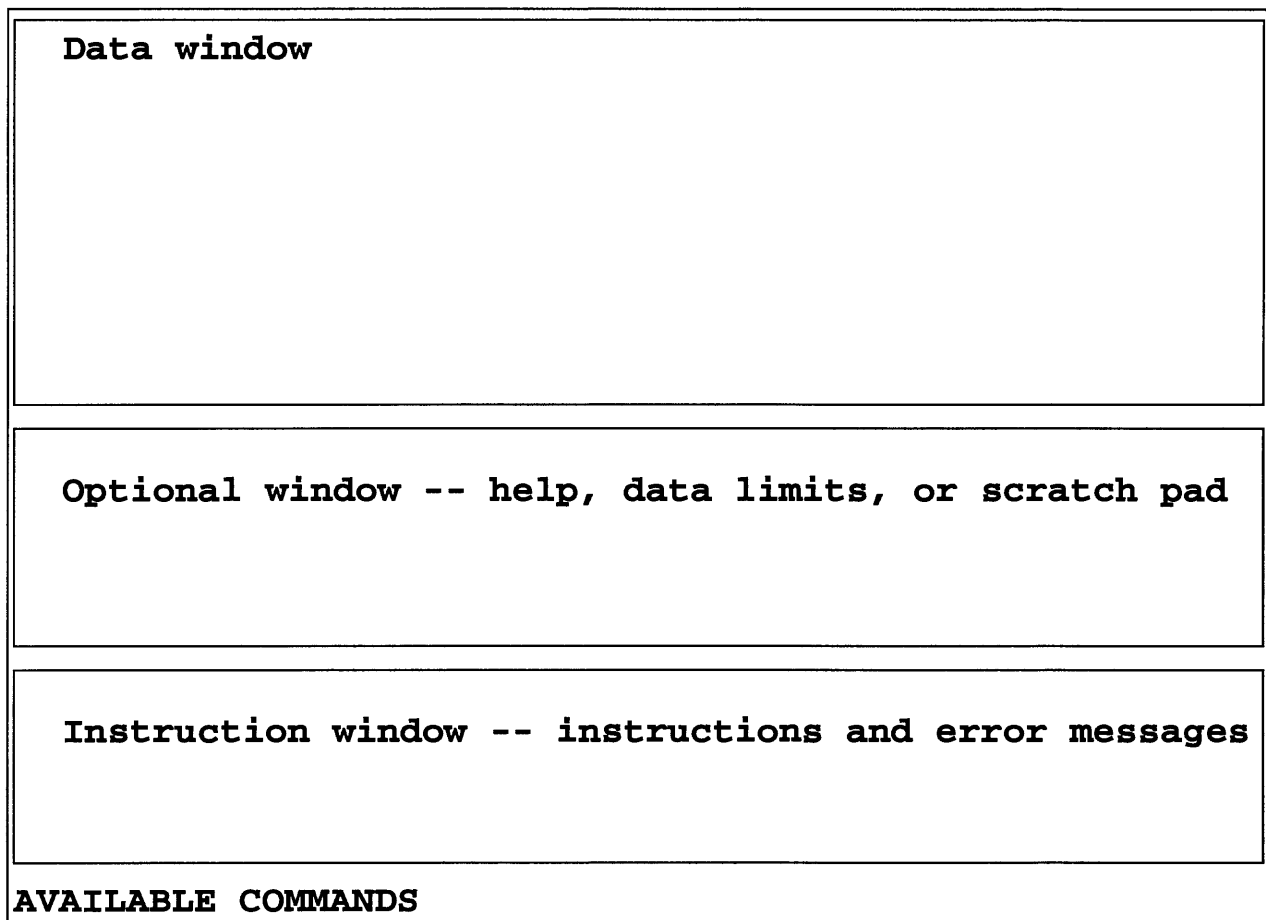 Data window
Optional window -- help, data limits, or scratch pad
Instruction window -- instructions and error messages
AVAILABLE COMMANDS